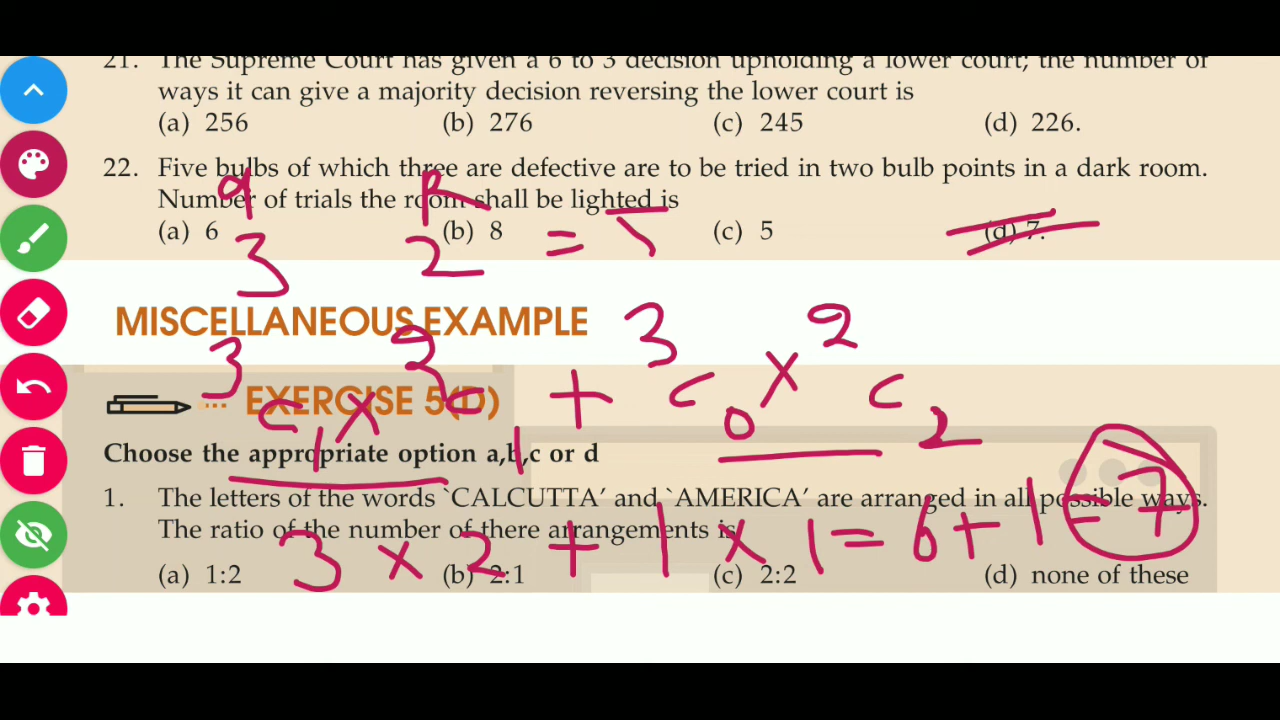 21. The Supreme Court has given a 6 to 3 decision upholding a lower court; the number of
ways it can give a majority decision reversing the lower court is
(a) 256 (b) 276 (c) 245 (d) 226.
22. Five bulbs of which three are defective are to be tried in two bulb points in a dark room.
Number of trials the room shall be lighted is
(a) 6 (b) 8 (c) 5 (d) 7.
3 2 = 5
MISCELLANEOUS EXAMPLE
3 c 1 × 2 c 1 + 3 c 0 × 2 c 2
EXERCISE 5(D)
Choose the appropriate option a,b,c or d
1. The letters of the words `CALCUTTA’ and `AMERICA’ are arranged in all possible ways.
The ratio of the number of there arrangements is
3 × 2 + 1 × 1 = 6 + 1 = 7
(a) 1:2 (b) 2:1 (c) 2:2 (d) none of these